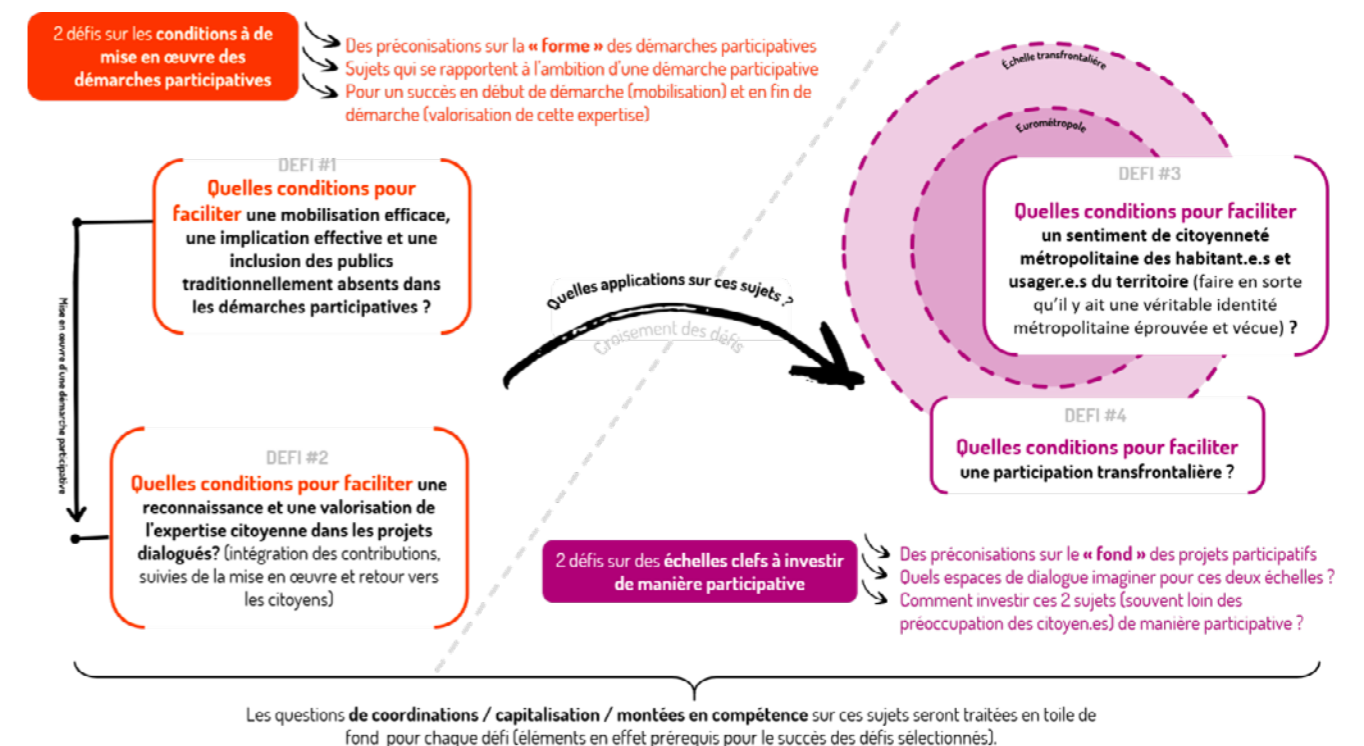 2 défis sur les conditions à de
mise en œuvre des
démarches participatives
Des préconisations sur la « forme » des démarches participatives
Sujets qui se rapportent à l'ambition d'une démarche participative
Pour un succès en début de démarche (mobilisation) et en fin de
démarche (valorisation de cette expertise)
DEFI #1
Quelles conditions pour
faciliter une mobilisation efficace,
une implication effective et une
inclusion des publics
traditionnellement absents dans
les démarches participatives ?
Mise en œuvre d'une démarche participative
DEFI #2
Quelles conditions pour faciliter une
reconnaissance et une valorisation de
l'expertise citoyenne dans les projets
dialogués? (intégration des contributions,
suivies de la mise en œuvre et retour vers
les citoyens)
Quelles applications sur ces sujets ?
Croisement des défis
Échelle transfrontalière
Eurométropole
DEFI #3
Quelles conditions pour faciliter
un sentiment de citoyenneté
métropolitaine des habitant.e.s et
usager.e.s du territoire (faire en sorte
qu'il y ait une véritable identité
métropolitaine éprouvée et vécue) ?
DEFI #4
Quelles conditions pour faciliter
une participation transfrontalière ?
2 défis sur des échelles clefs à investir
de manière participative
Des préconisations sur le « fond » des projets participatifs
Quels espaces de dialogue imaginer pour ces deux échelles ?
Comment investir ces 2 sujets (souvent loin des
préoccupation des citoyen.es) de manière participative ?
Les questions de coordinations / capitalisation / montées en compétence sur ces sujets seront traitées en toile de
fond pour chaque défi (éléments en effet prérequis pour le succès des défis sélectionnés).